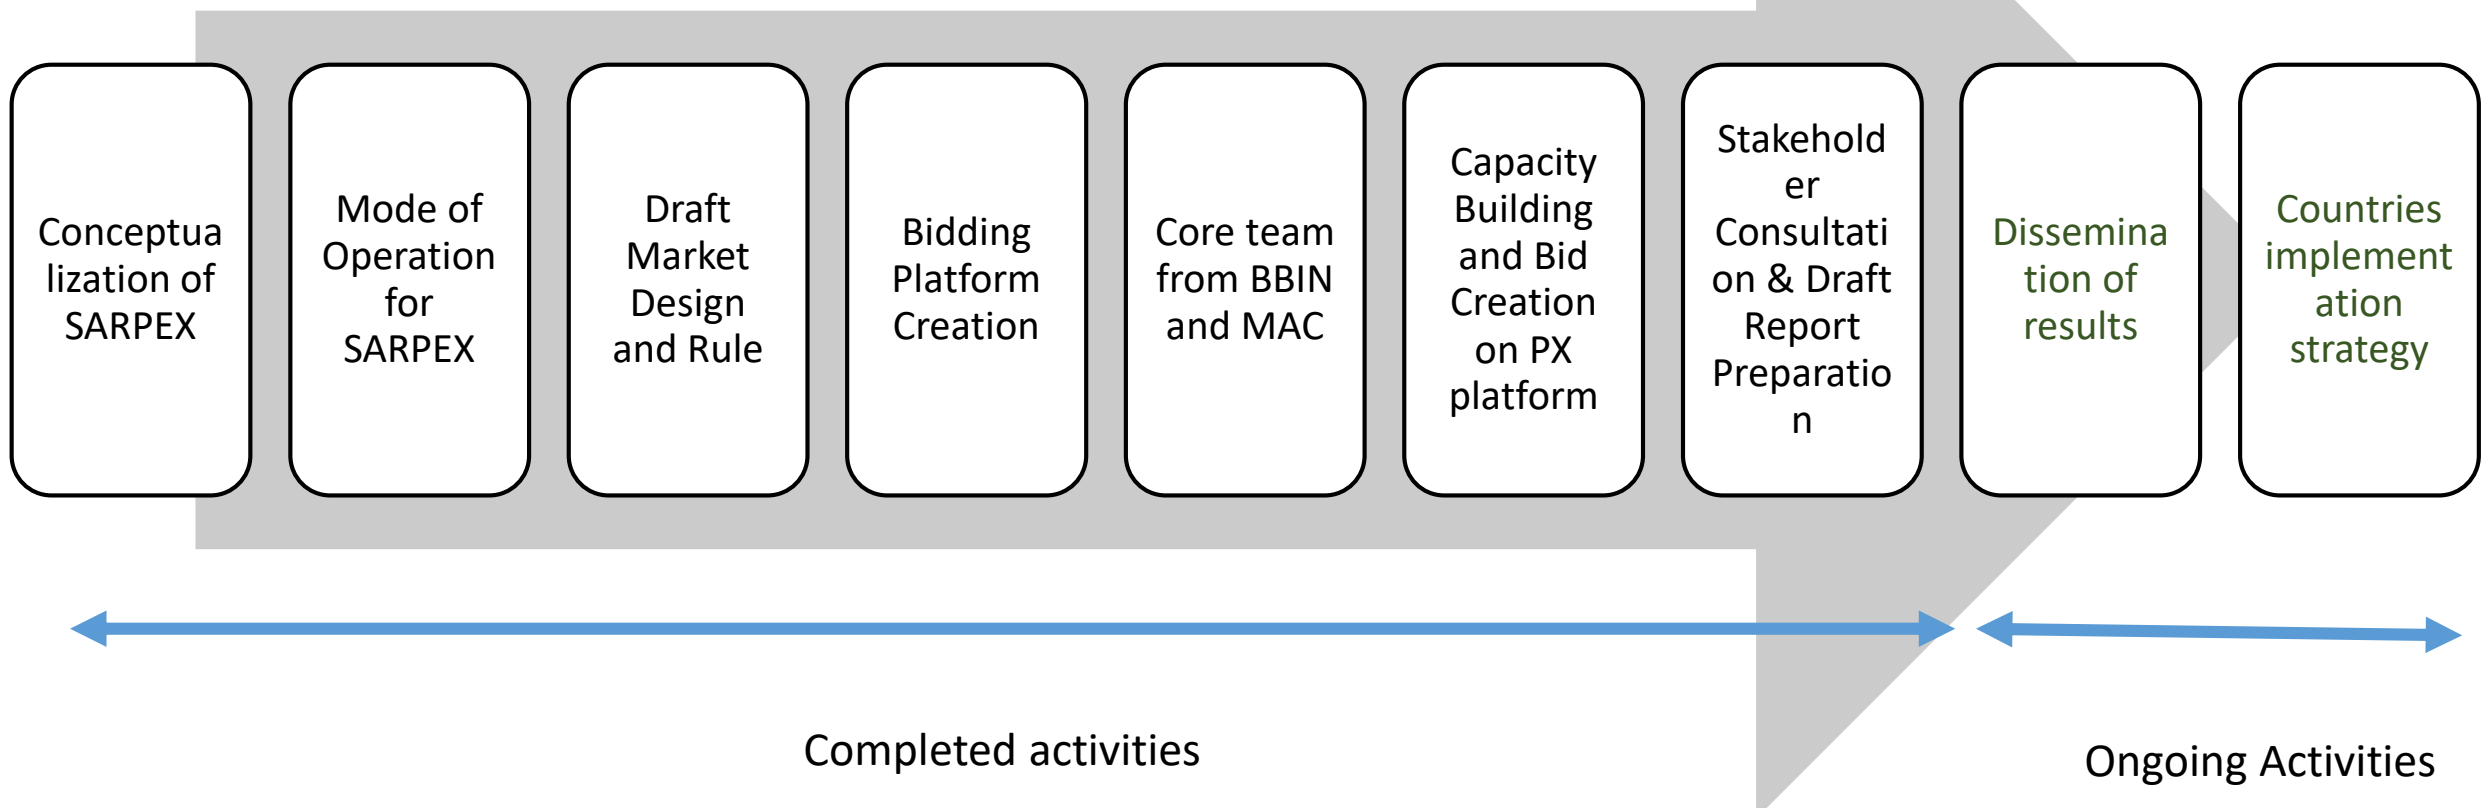 Conceptua
lization of
SARPEX
Mode of
Operation
for
SARPEX
Draft
Market
Design
and Rule
Bidding
Platform
Creation
Core team
from BBIN
and MAC
Capacity
Building
and Bid
Creation
on PX
platform
Stakehold
er
Consultati
on & Draft
Report
Preparatio
n
Dissemina
tion of
results
Countries
implement
ation
strategy
Completed activities
Ongoing Activities